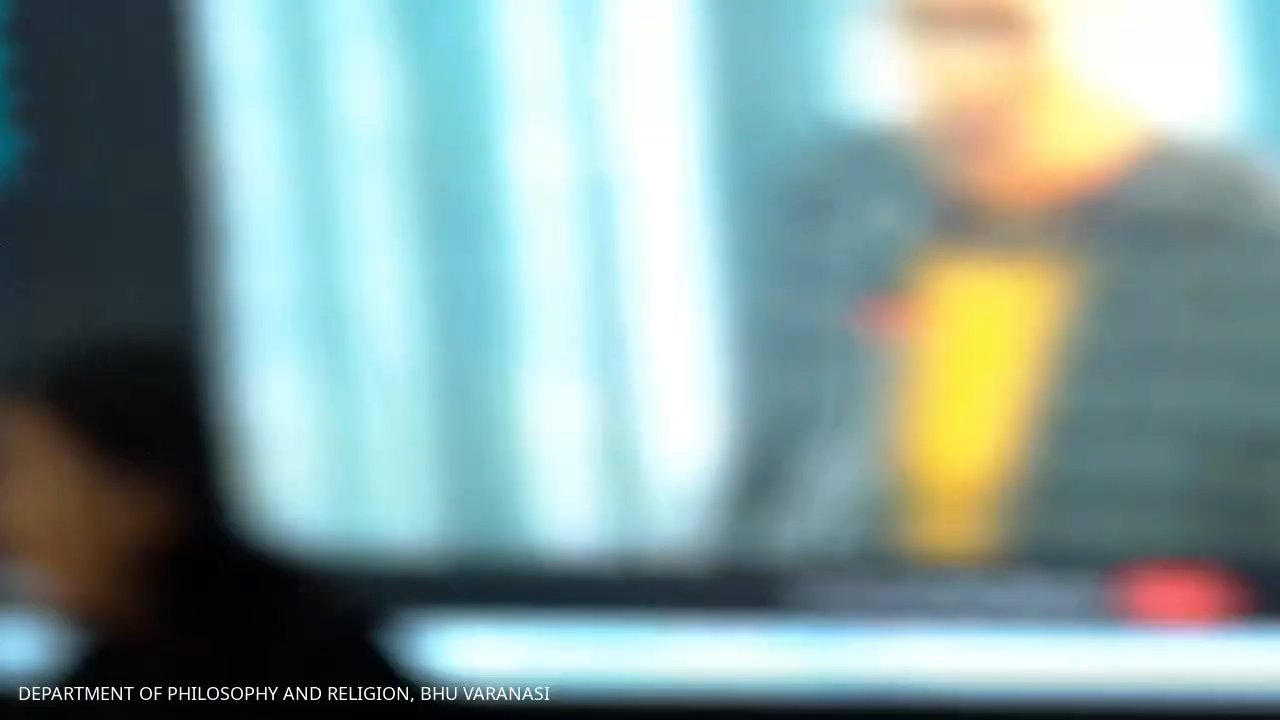 DEPARTMENT OF PHILOSOPHY AND RELIGION, BHU VARANASI